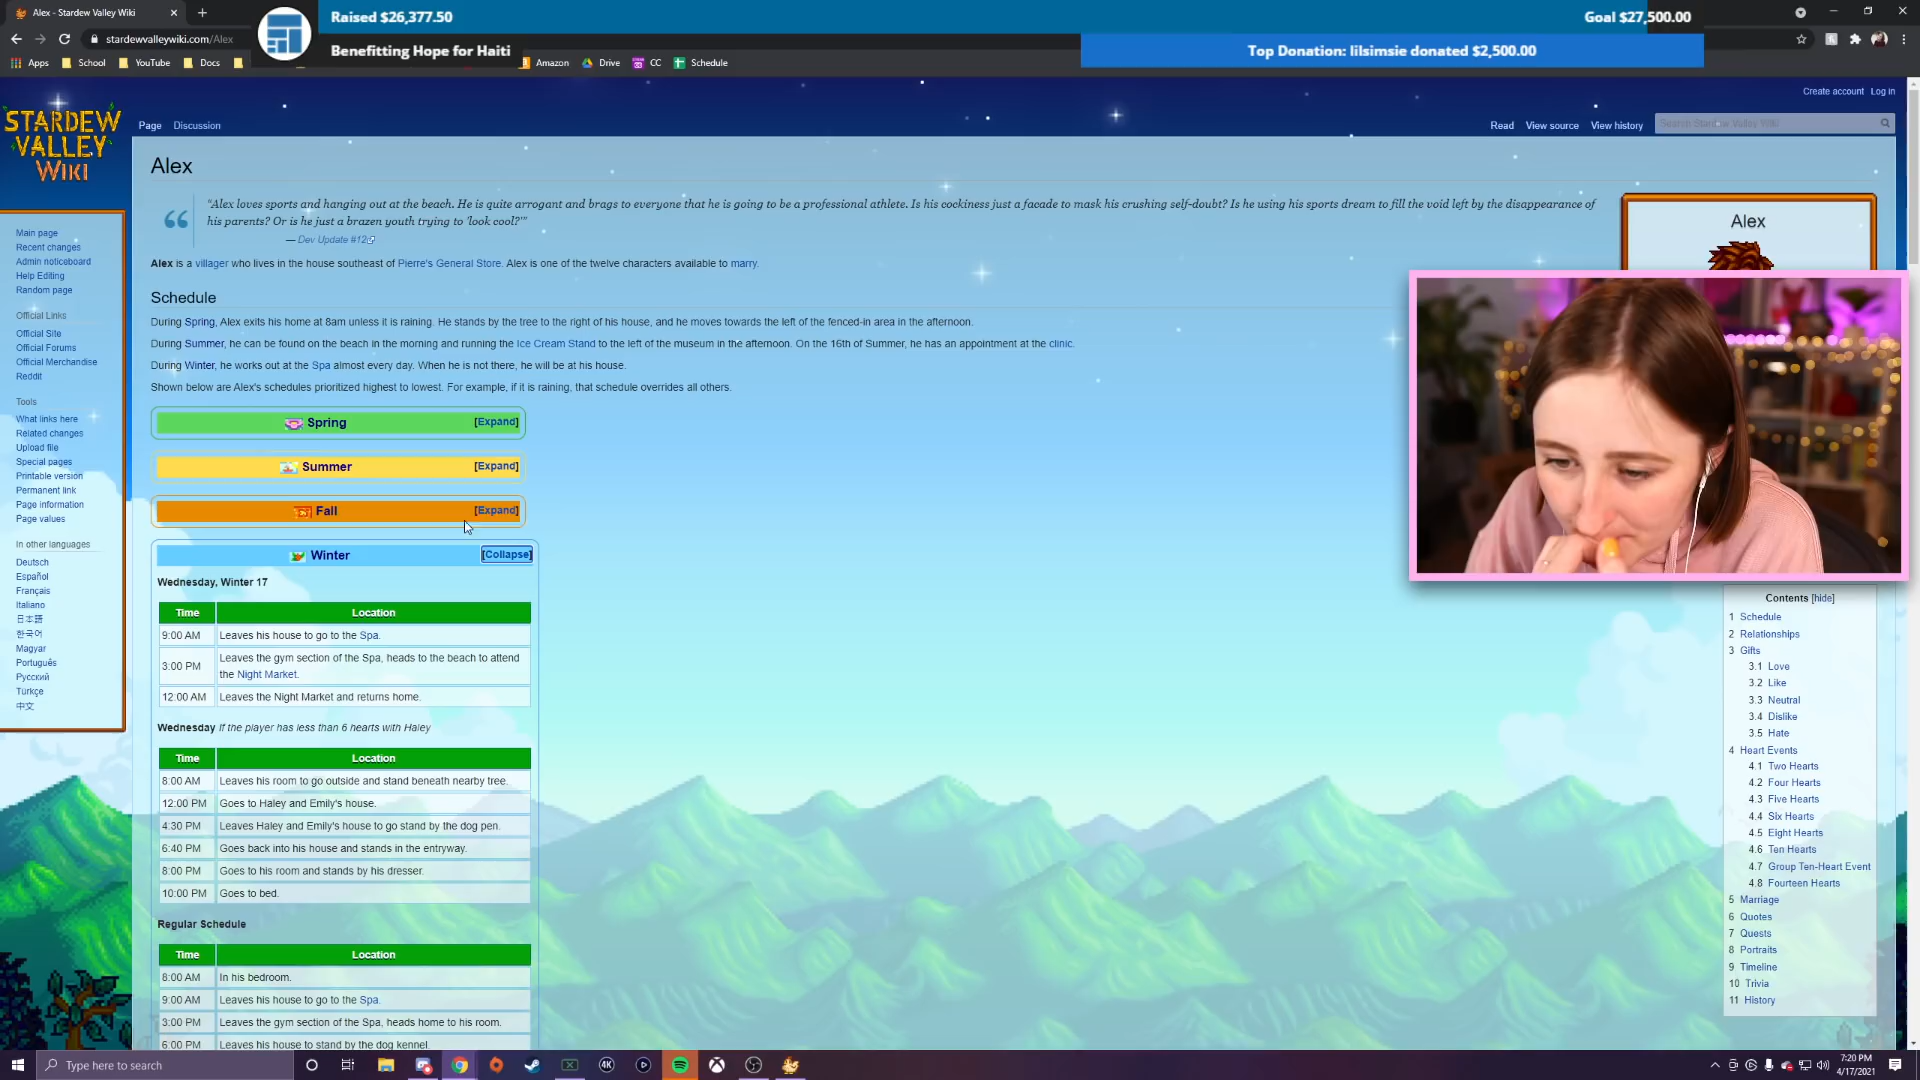 Alex - Stardew Valley Wiki
Raised $26,377.50
Goal $27,500.00
stardewvalleywiki.com/Alex
Benefitting Hope for Haiti
Top Donation: lilsimsie donated $2,500.00
Apps
School
YouTube
Docs
Amazon
Drive
CC
Schedule
Create account
Log in
STARDEW
VALLEY
WIKI
Page
Discussion
Read
View source
View history
Search Stardew Valley Wiki
Alex
“Alex loves sports and hanging out at the beach. He is quite arrogant and brags to everyone that he is going to be a professional athlete. Is his cockiness just a facade to mask his crushing self-doubt? Is he using his sports dream to fill the void left by the disappearance of
his parents? Or is he just a brazen youth trying to 'look cool?'”
— Dev Update #12
Alex is a villager who lives in the house southeast of Pierre's General Store. Alex is one of the twelve characters available to marry.
Schedule
During Spring, Alex exits his home at 8am unless it is raining. He stands by the tree to the right of his house, and he moves towards the left of the fenced-in area in the afternoon.
During Summer, he can be found on the beach in the morning and running the Ice Cream Stand to the left of the museum in the afternoon. On the 16th of Summer, he has an appointment at the clinic.
During Winter, he works out at the Spa almost every day. When he is not there, he will be at his house.
Shown below are Alex's schedules prioritized highest to lowest. For example, if it is raining, that schedule overrides all others.
Spring [Expand]
Summer [Expand]
Fall [Expand]
Winter [Collapse]
Wednesday, Winter 17
Time Location
9:00 AM Leaves his house to go to the Spa.
3:00 PM Leaves the gym section of the Spa, heads to the beach to attend
the Night Market.
12:00 AM Leaves the Night Market and returns home.
Wednesday If the player has less than 6 hearts with Haley
Time Location
8:00 AM Leaves his room to go outside and stand beneath nearby tree.
12:00 PM Goes to Haley and Emily's house.
4:30 PM Leaves Haley and Emily's house to go stand by the dog pen.
6:40 PM Goes back into his house and stands in the entryway.
8:00 PM Goes to his room and stands by his dresser.
10:00 PM Goes to bed.
Regular Schedule
Time Location
8:00 AM In his bedroom.
9:00 AM Leaves his house to go to the Spa.
3:00 PM Leaves the gym section of the Spa, heads home to his room.
6:00 PM Leaves his house to stand by the dog kennel.
Main page
Recent changes
Admin noticeboard
Help Editing
Random page
Official Links
Official Site
Official Forums
Official Merchandise
Reddit
Tools
What links here
Related changes
Upload file
Special pages
Printable version
Permanent link
Page information
Page values
In other languages
Deutsch
Español
Français
Italiano
日本語
한국어
Magyar
Português
Русский
Türkçe
中文
Alex
Contents [hide]
1 Schedule
2 Relationships
3 Gifts
3.1 Love
3.2 Like
3.3 Neutral
3.4 Dislike
3.5 Hate
4 Heart Events
4.1 Two Hearts
4.2 Four Hearts
4.3 Five Hearts
4.4 Six Hearts
4.5 Eight Hearts
4.6 Ten Hearts
4.7 Group Ten-Heart Event
4.8 Fourteen Hearts
5 Marriage
6 Quotes
7 Quests
8 Portraits
9 Timeline
10 Trivia
11 History
Type here to search
4K
7:20 PM
4/17/2021